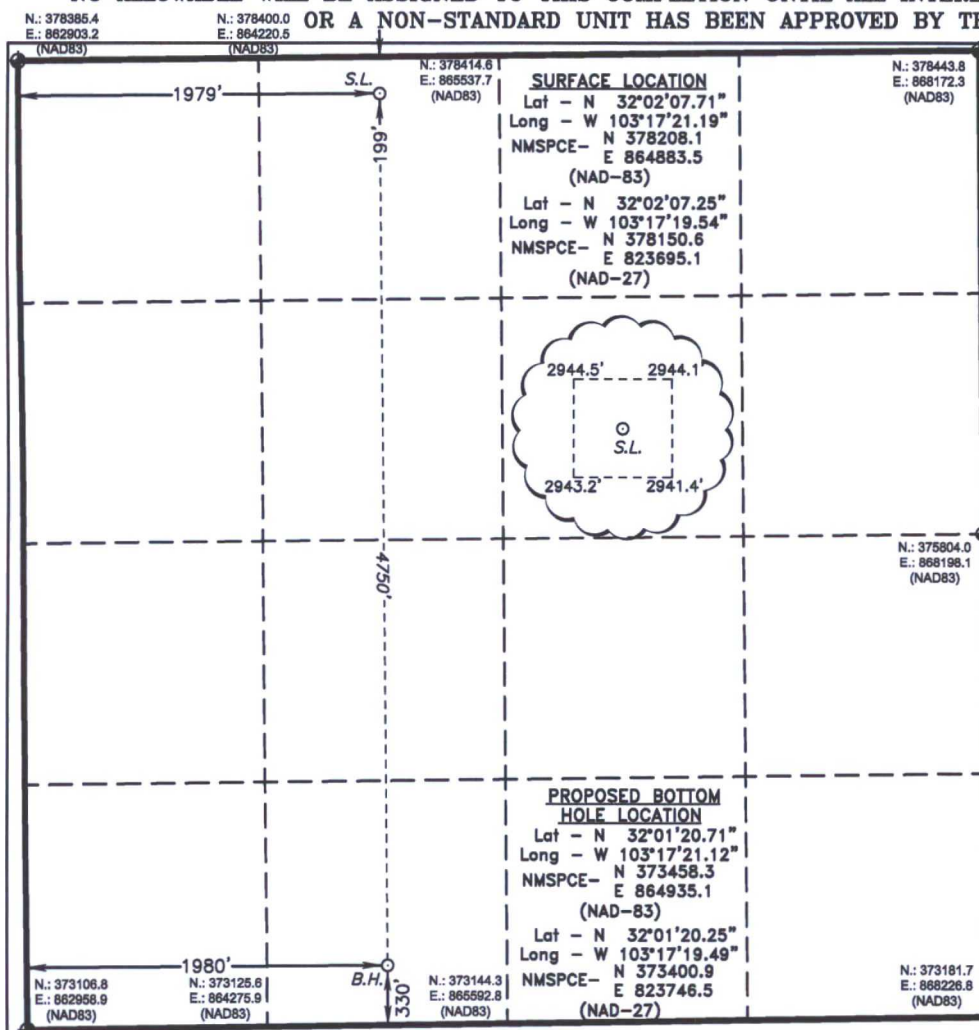 OR A NON-STANDARD UNIT HAS BEEN APPROVED BY
N.: 378385.4
E.: 862903.2
(NAD83)
N.: 378400.0
E.: 864220.5
(NAD83)
N.: 378414.6
E.: 865537.7
(NAD83)
N.: 378443.8
E.: 868172.3
(NAD83)
S.L.
1979'
199'
SURFACE LOCATION
Lat - N 32°02'07.71"
Long - W 103°17'21.19"
NMSPCE- N 378208.1
E 864883.5
(NAD-83)
Lat - N 32°02'07.25"
Long - W 103°17'19.54"
NMSPCE- N 378150.6
E 823695.1
(NAD-27)
2944.5' 2944.1'
S.L.
2943.2' 2941.4'
4750'
N.: 375804.0
E.: 868198.1
(NAD83)
PROPOSED BOTTOM
HOLE LOCATION
Lat - N 32°01'20.71"
Long - W 103°17'21.12"
NMSPCE- N 373458.3
E 864935.1
(NAD-83)
Lat - N 32°01'20.25"
Long - W 103°17'19.49"
NMSPCE- N 373400.9
E 823746.5
(NAD-27)
1980'
B.H.
330'
N.: 373106.8
E.: 862958.9
(NAD83)
N.: 373125.6
E.: 864275.9
(NAD83)
N.: 373144.3
E.: 865592.8
(NAD83)
N.: 373181.7
E.: 868226.8
(NAD83)